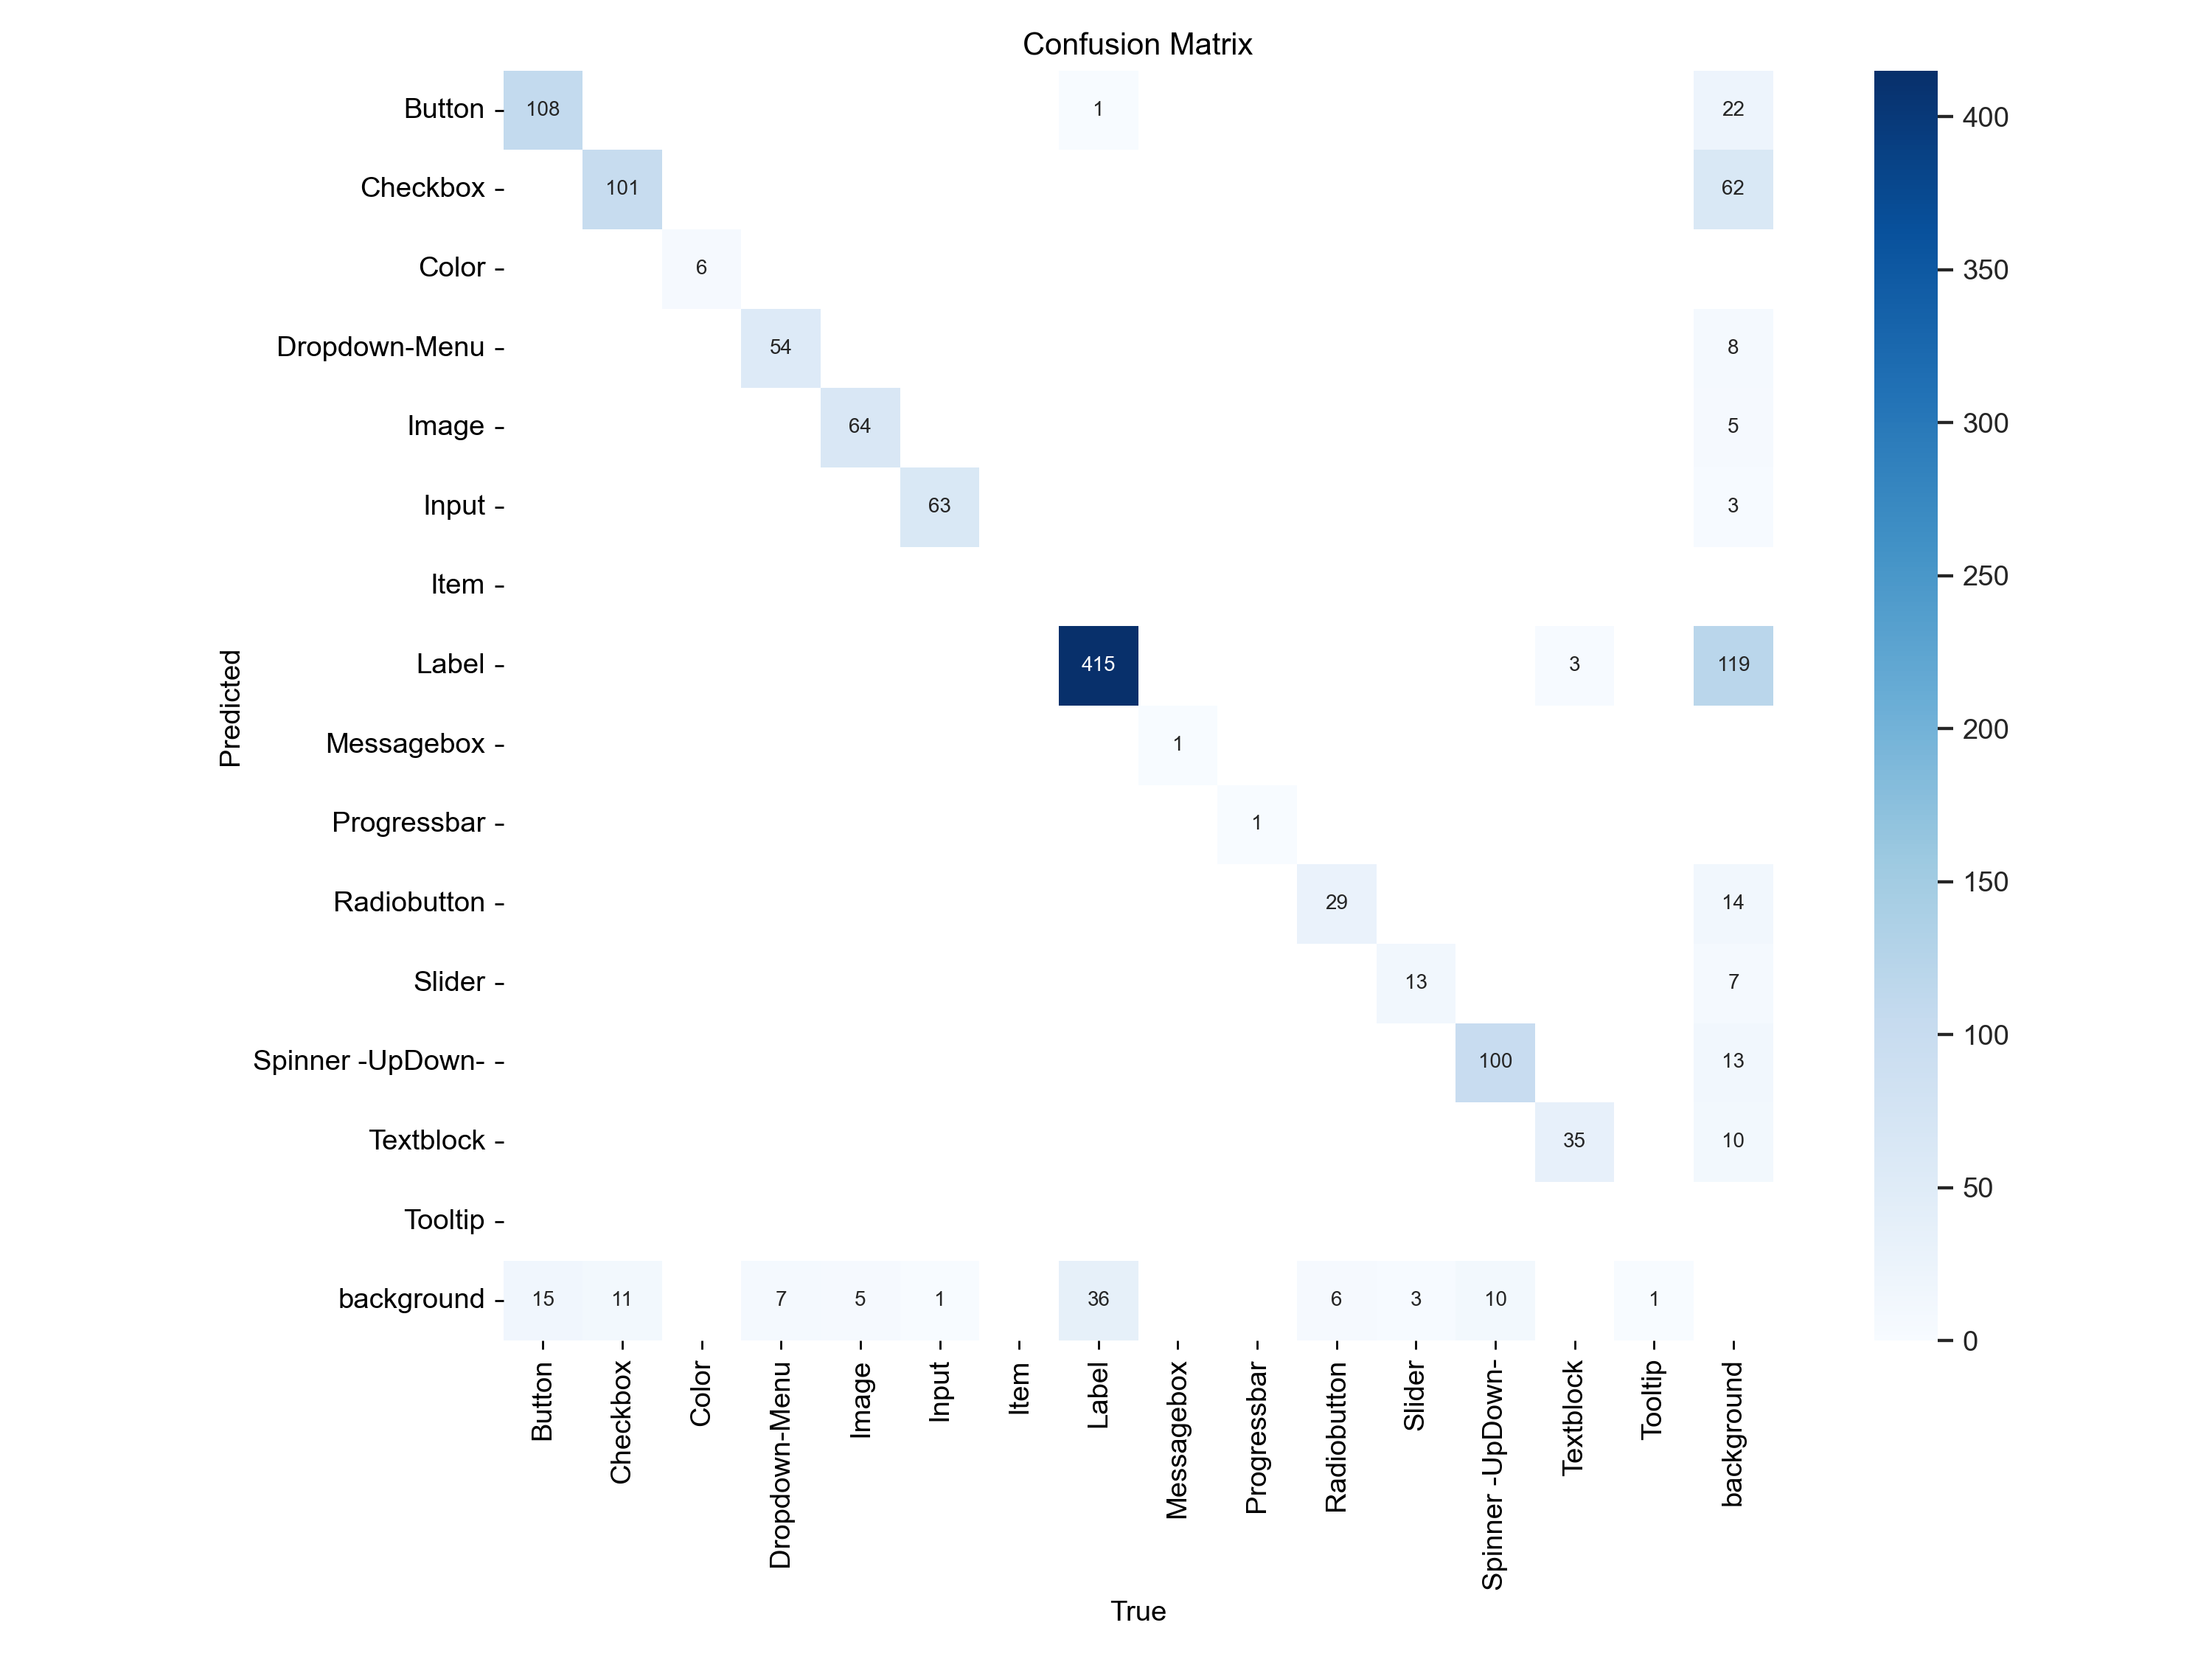 Confusion Matrix
Button 108 1 22
Checkbox 101 62
Color 6
Dropdown-Menu 54 8
Image 64 5
Input 63 3
Item
Label 415 3 119
Messagebox 1
Progressbar 1
Radiobutton 29 14
Slider 13 7
Spinner -UpDown- 100 13
Textblock 35 10
Tooltip
background 15 11 7 5 1 36 6 3 10 1
Predicted
Button
Checkbox
Color
Dropdown-Menu
Image
Input
Item
Label
Messagebox
Progressbar
Radiobutton
Slider
Spinner -UpDown-
Textblock
Tooltip
background
True
400
350
300
250
200
150
100
50
0